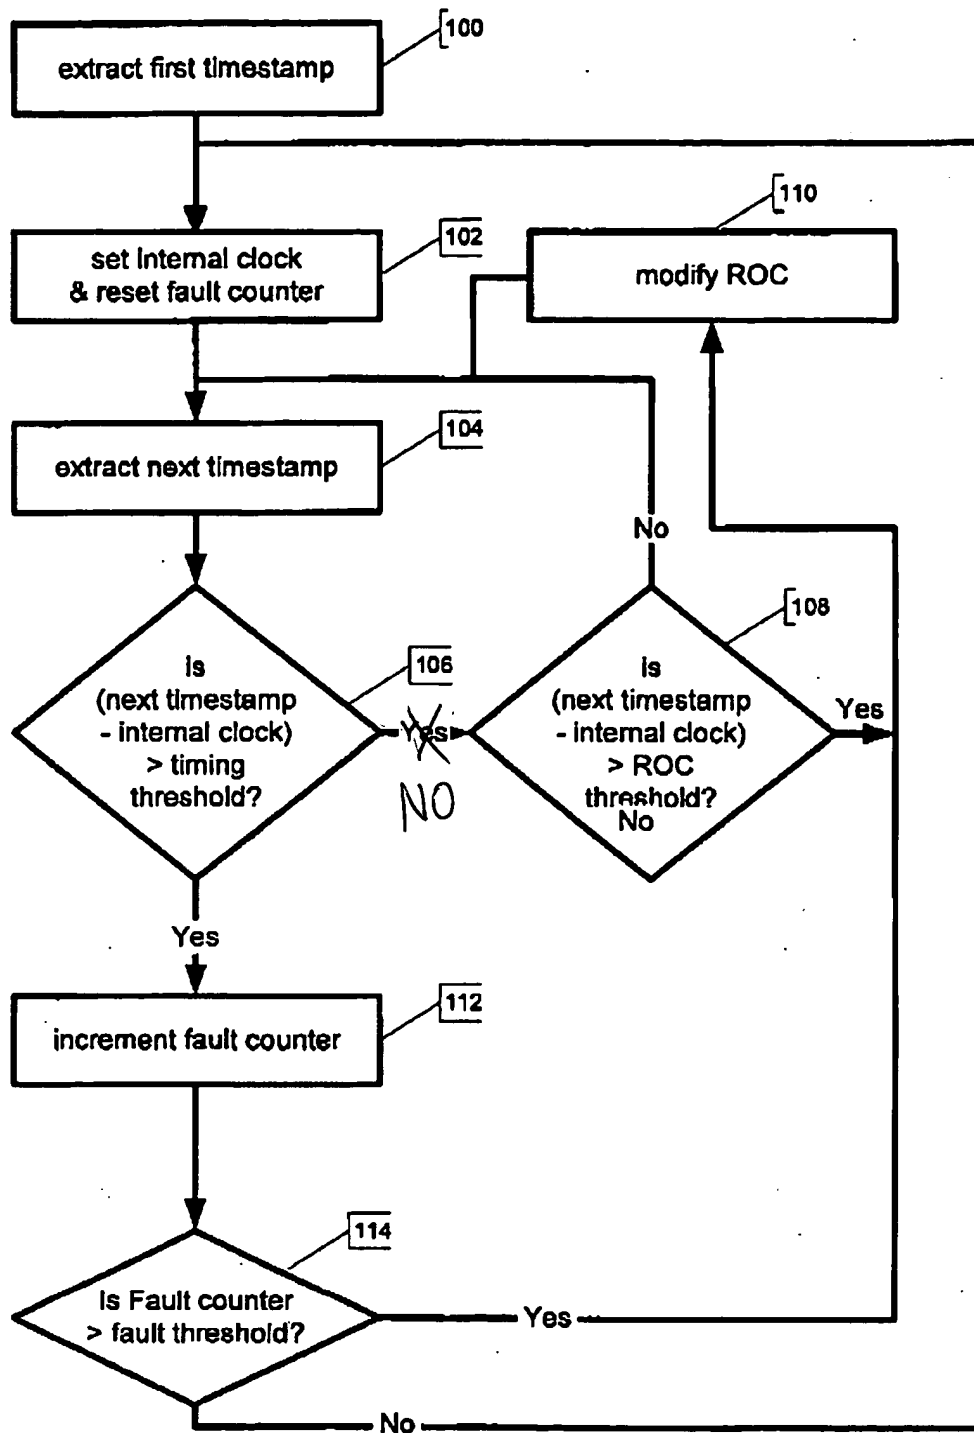 100
extract first timestamp
110
102
set internal clock
& reset fault counter
modify ROC
104
extract next timestamp
No
108
106
is
(next timestamp
- internal clock)
> timing
threshold?
Yes
NO
is
(next timestamp
- internal clock)
> ROC
threshold?
No
Yes
Yes
112
increment fault counter
114
Is Fault counter
> fault threshold?
Yes
No